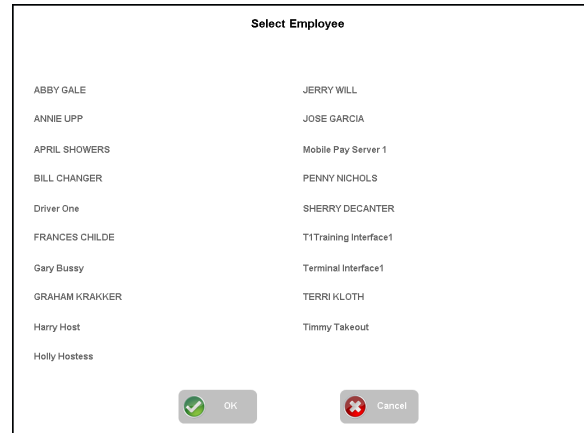 Select Employee
ABBY GALE
ANNIE UPP
APRIL SHOWERS
BILL CHANGER
Driver One
FRANCES CHILDE
Gary Bussy
GRAHAM KRAKKER
Harry Host
Holly Hostess
JERRY WILL
JOSE GARCIA
Mobile Pay Server 1
PENNY NICHOLS
SHERRY DECANTER
T1Training Interface1
Terminal Interface1
TERRI KLOTH
Timmy Takeout
OK
Cancel